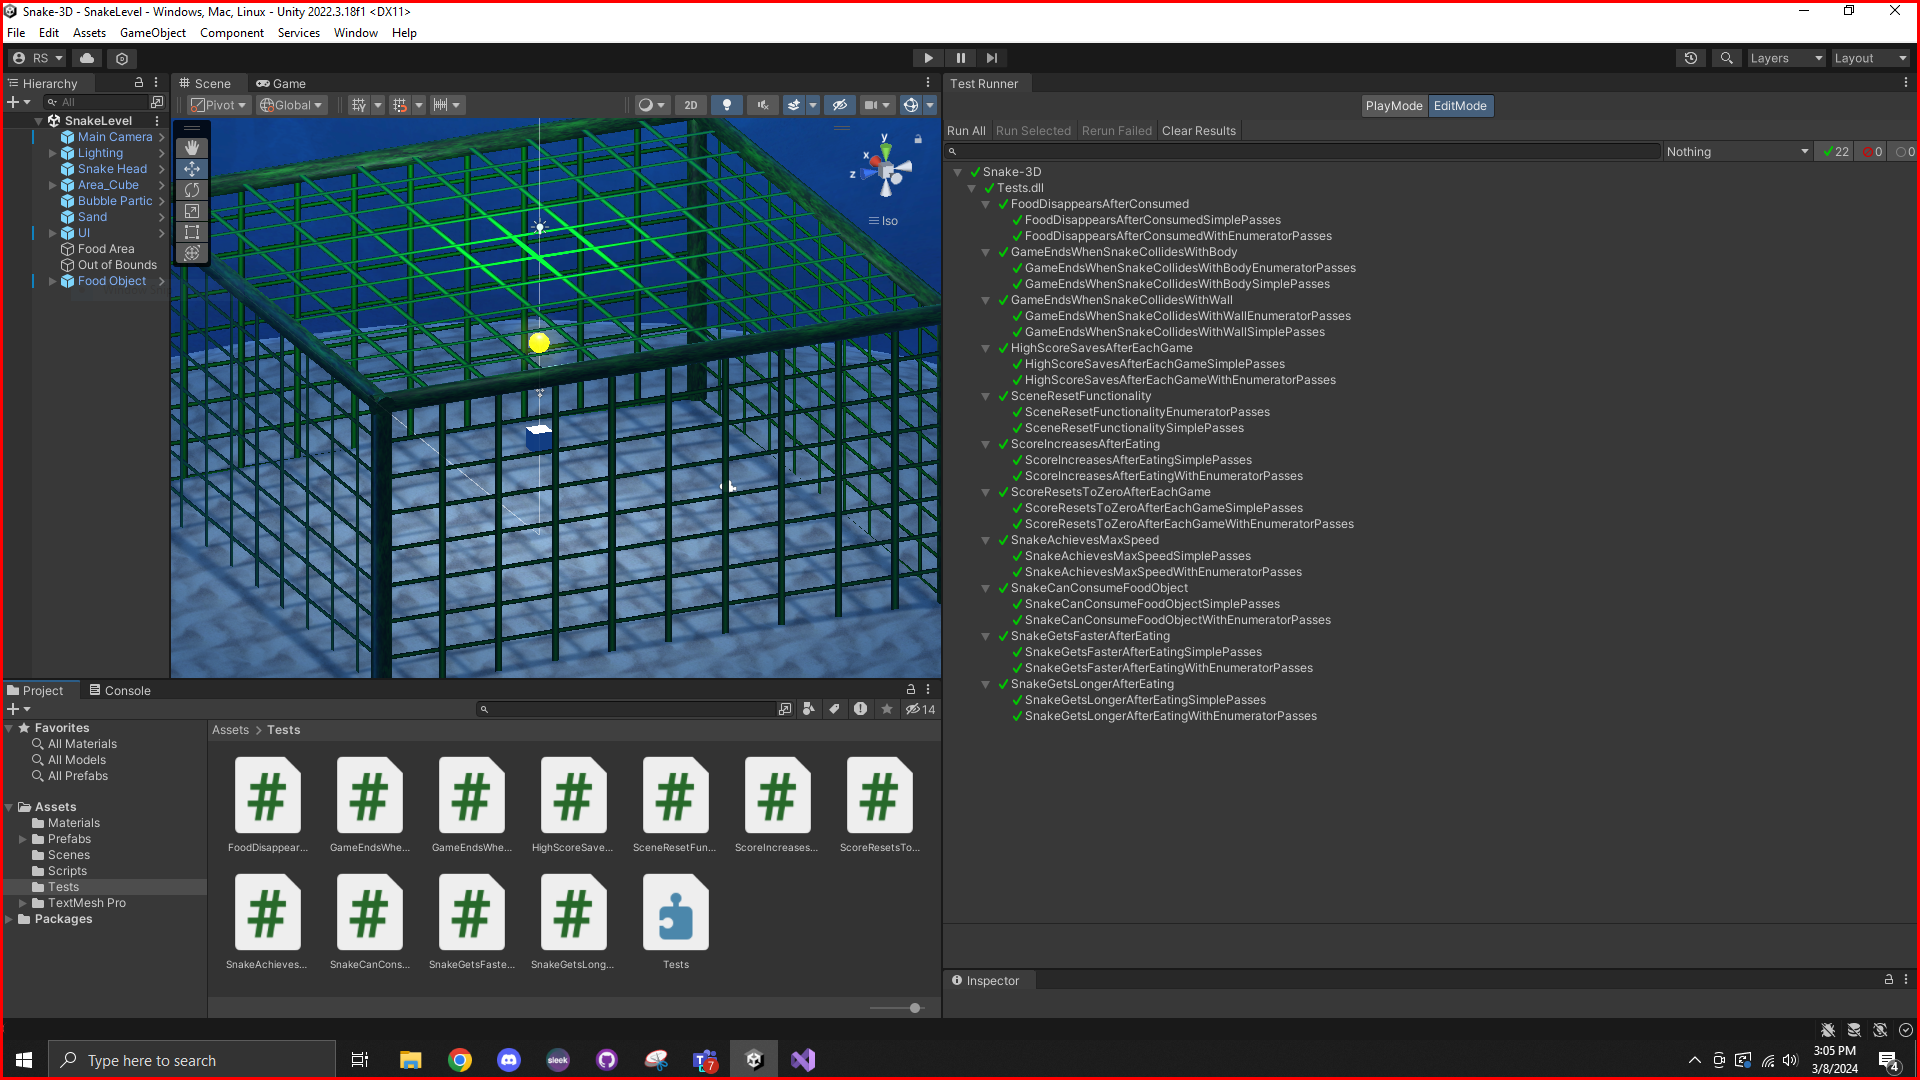 Snake-3D - SnakeLevel - Windows, Mac, Linux - Unity 2022.3.18f1 <DX11>
File Edit Assets GameObject Component Services Window Help
RS
Layers
Layout
Hierarchy
All
SnakeLevel
Main Camera
Lighting
Snake Head
Area_Cube
Bubble Partic
Sand
UI
Food Area
Out of Bounds
Food Object
Scene Game
Pivot Global 2D
y
x
z
Iso
Test Runner
PlayMode EditMode
Run All Run Selected Rerun Failed Clear Results
Nothing 22 0 0
Snake-3D
Tests.dll
FoodDisappearsAfterConsumed
FoodDisappearsAfterConsumedSimplePasses
FoodDisappearsAfterConsumedWithEnumeratorPasses
GameEndsWhenSnakeCollidesWithBody
GameEndsWhenSnakeCollidesWithBodyEnumeratorPasses
GameEndsWhenSnakeCollidesWithBodySimplePasses
GameEndsWhenSnakeCollidesWithWall
GameEndsWhenSnakeCollidesWithWallEnumeratorPasses
GameEndsWhenSnakeCollidesWithWallSimplePasses
HighScoreSavesAfterEachGame
HighScoreSavesAfterEachGameSimplePasses
HighScoreSavesAfterEachGameWithEnumeratorPasses
SceneResetFunctionality
SceneResetFunctionalityEnumeratorPasses
SceneResetFunctionalitySimplePasses
ScoreIncreasesAfterEating
ScoreIncreasesAfterEatingSimplePasses
ScoreIncreasesAfterEatingWithEnumeratorPasses
ScoreResetsToZeroAfterEachGame
ScoreResetsToZeroAfterEachGameSimplePasses
ScoreResetsToZeroAfterEachGameWithEnumeratorPasses
SnakeAchievesMaxSpeed
SnakeAchievesMaxSpeedSimplePasses
SnakeAchievesMaxSpeedWithEnumeratorPasses
SnakeCanConsumeFoodObject
SnakeCanConsumeFoodObjectSimplePasses
SnakeCanConsumeFoodObjectWithEnumeratorPasses
SnakeGetsFasterAfterEating
SnakeGetsFasterAfterEatingSimplePasses
SnakeGetsFasterAfterEatingWithEnumeratorPasses
SnakeGetsLongerAfterEating
SnakeGetsLongerAfterEatingSimplePasses
SnakeGetsLongerAfterEatingWithEnumeratorPasses
Project Console
14
Favorites
All Materials
All Models
All Prefabs
Assets
Materials
Prefabs
Scenes
Scripts
Tests
TextMesh Pro
Packages
Assets > Tests
FoodDisappear... GameEndsWhe... GameEndsWhe... HighScoreSave... SceneResetFun... ScoreIncreases... ScoreResetsTo...
SnakeAchieves... SnakeCanCons... SnakeGetsFaste... SnakeGetsLong... Tests
Inspector
Type here to search
sleek
7
3:05 PM
3/8/2024
4